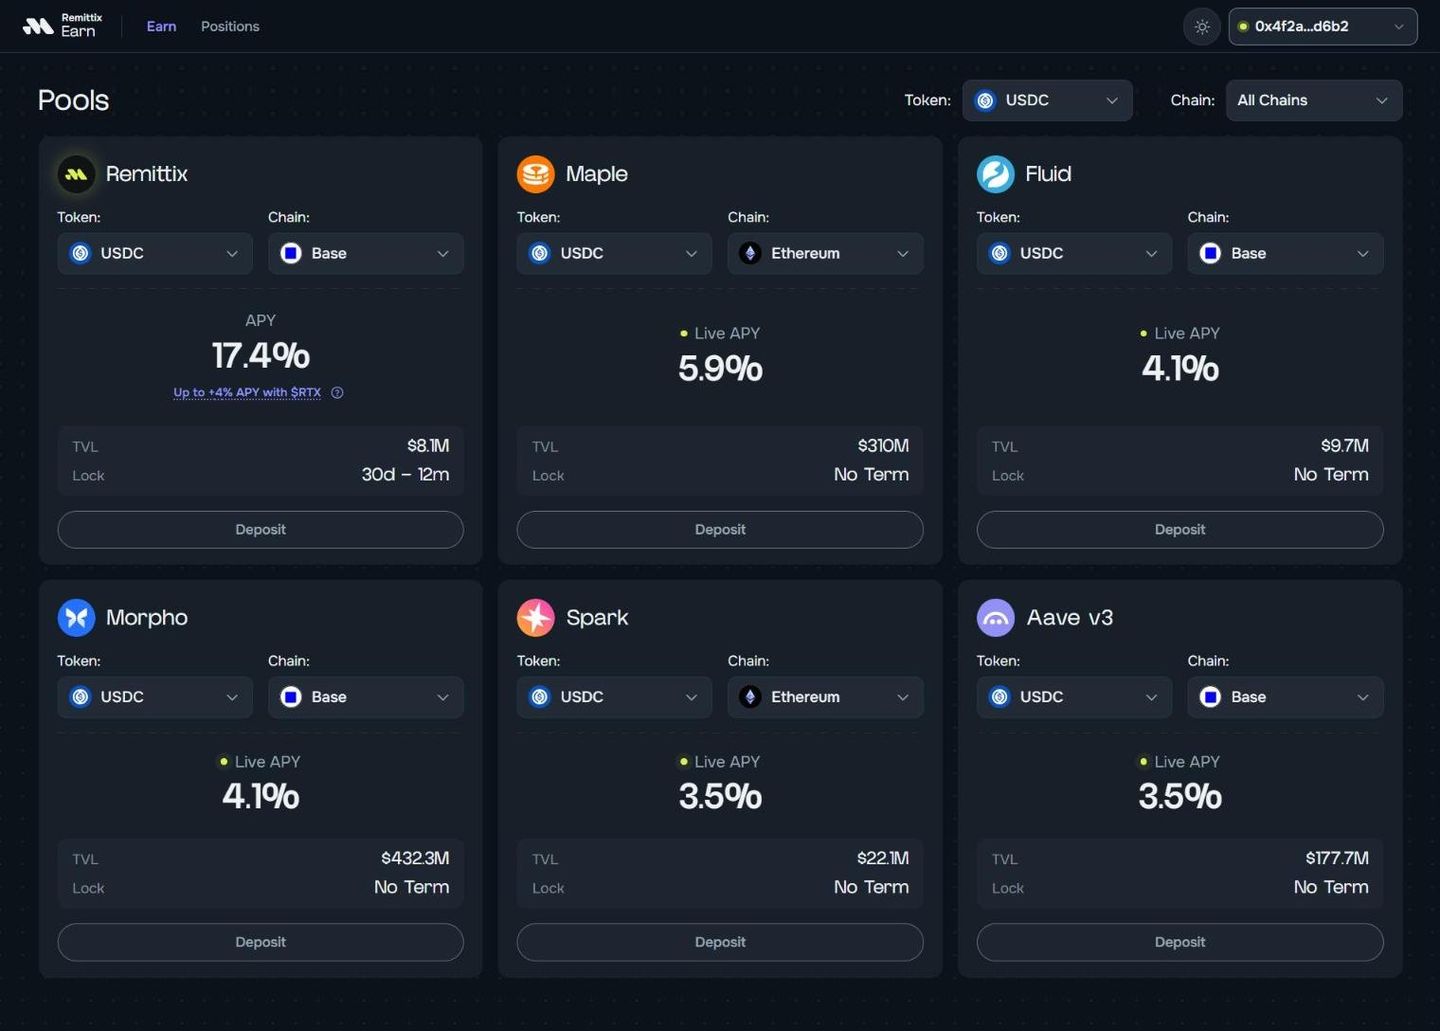 Remittix
Earn
Earn
Positions
0x4f2a...d6b2
Pools
Token:
USDC
Chain:
All Chains
Remittix
Token:
Chain:
USDC
Base
APY
17.4%
Up to +4% APY with $RTX
TVL
$8.1M
Lock
30d – 12m
Deposit
Maple
Token:
Chain:
USDC
Ethereum
Live APY
5.9%
TVL
$310M
Lock
No Term
Deposit
Fluid
Token:
Chain:
USDC
Base
Live APY
4.1%
TVL
$9.7M
Lock
No Term
Deposit
Morpho
Token:
Chain:
USDC
Base
Live APY
4.1%
TVL
$432.3M
Lock
No Term
Deposit
Spark
Token:
Chain:
USDC
Ethereum
Live APY
3.5%
TVL
$22.1M
Lock
No Term
Deposit
Aave v3
Token:
Chain:
USDC
Base
Live APY
3.5%
TVL
$177.7M
Lock
No Term
Deposit